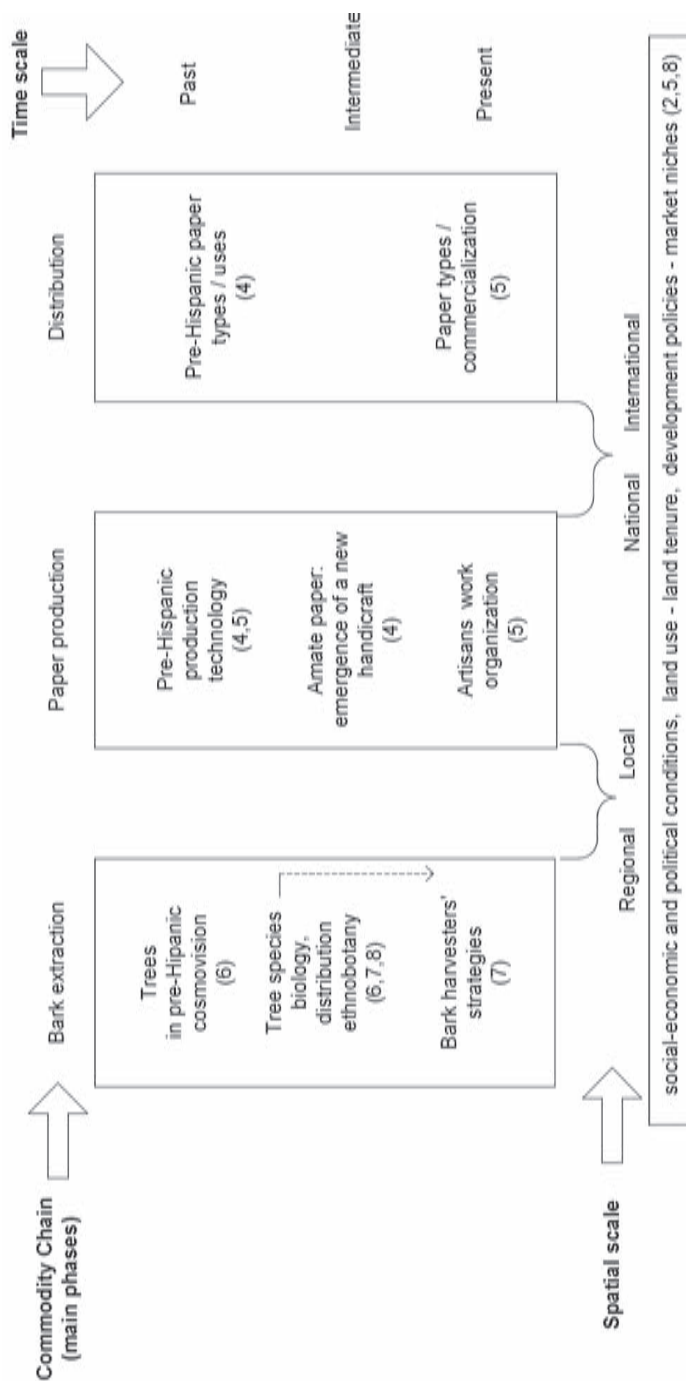 Time scale
Commodity Chain
(main phases)
Bark extraction
Paper production
Distribution
Trees
in pre-Hipanic
cosmovision
(6)
Pre-Hispanic
production
technology
(4,5)
Pre-Hispanic paper
types / uses
(4)
Past
Tree species
biology,
distribution
ethnobotany
(6,7,8)
Amate paper:
emergence of a new
handicraft
(4)
Intermediate
Bark harvesters'
strategies
(7)
Artisans work
organization
(5)
Paper types /
commercialization
(5)
Present
Spatial scale
Regional
Local
National
International
social-economic and political conditions, land use - land tenure, development policies - market niches (2,5,8)